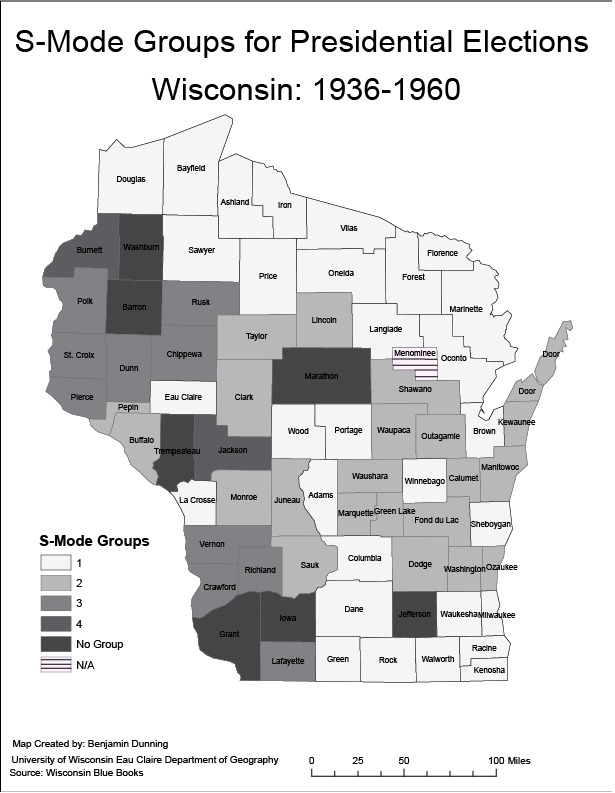 S-Mode Groups for Presidential Elections
Wisconsin: 1936-1960
Douglas
Bayfield
Ashland
Iron
Vilas
Burnett
Washburn
Sawyer
Price
Oneida
Forest
Florence
Marinette
Polk
Barron
Rusk
Taylor
Lincoln
Langlade
Menominee
Oconto
Door
St. Croix
Dunn
Chippewa
Clark
Marathon
Shawano
Door
Pierce
Pepin
Eau Claire
Buffalo
Trempealeau
Jackson
Wood
Portage
Waupaca
Outagamie
Brown
Kewaunee
La Crosse
Monroe
Juneau
Adams
Waushara
Winnebago
Calumet
Manitowoc
Marquette
Green Lake
Fond du Lac
Sheboygan
Vernon
Richland
Sauk
Columbia
Dodge
Washington
Ozaukee
Crawford
Grant
Iowa
Dane
Jefferson
Waukesha
Milwaukee
Lafayette
Green
Rock
Walworth
Racine
Kenosha
S-Mode Groups
1
2
3
4
No Group
N/A
Map Created by: Benjamin Dunning
University of Wisconsin Eau Claire Department of Geography
Source: Wisconsin Blue Books
0 25 50 100 Miles